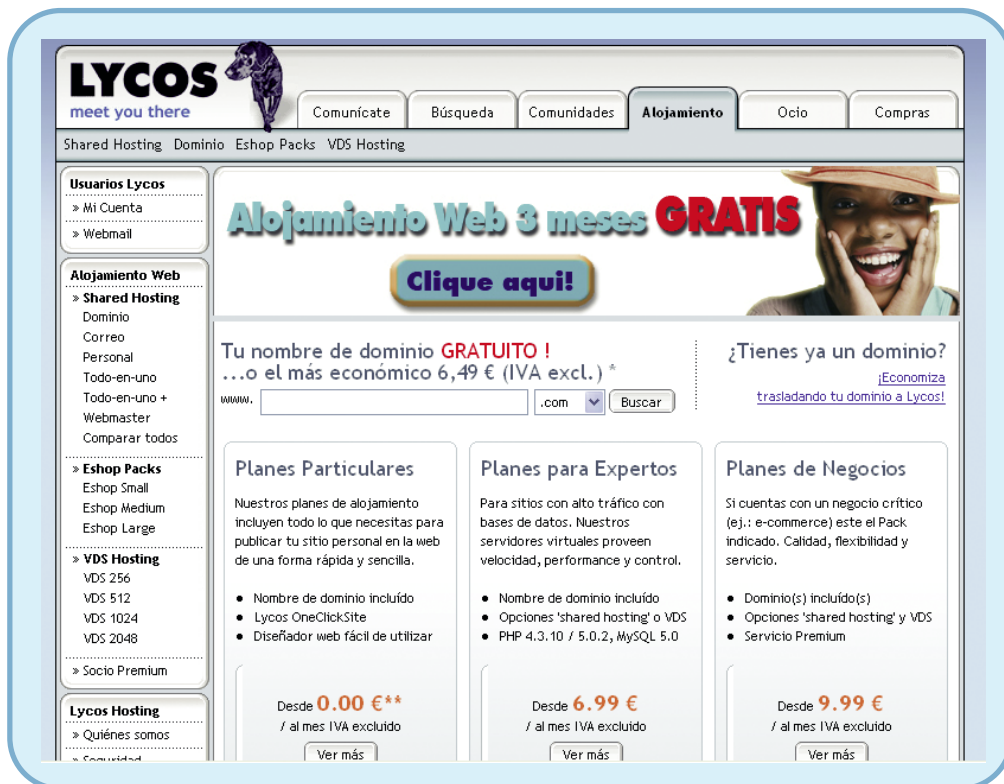 LYCOS
meet you there
Comunícate Búsqueda Comunidades Alojamiento Ocio Compras
Shared Hosting Dominio Eshop Packs VDS Hosting
Usuarios Lycos
» Mi Cuenta
» Webmail
Alojamiento Web
» Shared Hosting
Dominio
Correo
Personal
Todo-en-uno
Todo-en-uno +
Webmaster
Comparar todos
» Eshop Packs
Eshop Small
Eshop Medium
Eshop Large
» VDS Hosting
VDS 256
VDS 512
VDS 1024
VDS 2048
» Socio Premium
Lycos Hosting
» Quiénes somos
» Seguridad
Alojamiento Web 3 meses GRATIS
Clique aqui!
Tu nombre de dominio GRATUITO !
...o el más económico 6,49 € (IVA excl.) *
www. .com Buscar
¿Tienes ya un dominio?
¡Economiza
trasladando tu dominio a Lycos!
Planes Particulares
Nuestros planes de alojamiento
incluyen todo lo que necesitas para
publicar tu sitio personal en la web
de una forma rápida y sencilla.
• Nombre de dominio incluído
• Lycos OneClickSite
• Diseñador web fácil de utilizar
Desde 0.00 €**
/ al mes IVA excluido
Ver más
Planes para Expertos
Para sitios con alto tráfico con
bases de datos. Nuestros
servidores virtuales proveen
velocidad, performance y control.
• Nombre de dominio incluído
• Opciones 'shared hosting' o VDS
• PHP 4.3.10 / 5.0.2, MySQL 5.0
Desde 6.99 €
/ al mes IVA excluido
Ver más
Planes de Negocios
Si cuentas con un negocio crítico
(ej.: e-commerce) este el Pack
indicado. Calidad, flexibilidad y
servicio.
• Dominio(s) incluído(s)
• Opciones 'shared hosting' y VDS
• Servicio Premium
Desde 9.99 €
/ al mes IVA excluido
Ver más